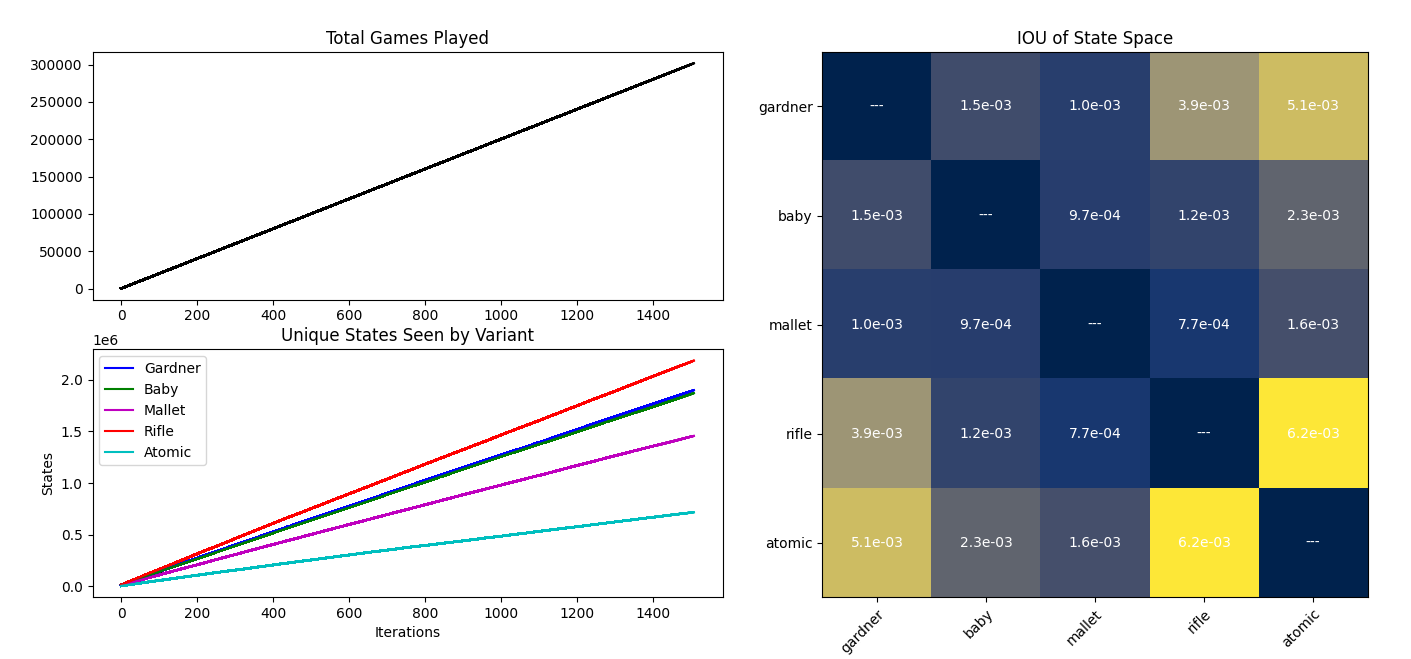 Total Games Played
300000
250000
200000
150000
100000
50000
0
0 200 400 600 800 1000 1200 1400
Unique States Seen by Variant
1e6
Gardner
Baby
Mallet
Rifle
Atomic
2.0
1.5
1.0
0.5
0.0
States
0 200 400 600 800 1000 1200 1400
Iterations
IOU of State Space
gardner --- 1.5e-03 1.0e-03 3.9e-03 5.1e-03
baby 1.5e-03 --- 9.7e-04 1.2e-03 2.3e-03
mallet 1.0e-03 9.7e-04 --- 7.7e-04 1.6e-03
rifle 3.9e-03 1.2e-03 7.7e-04 --- 6.2e-03
atomic 5.1e-03 2.3e-03 1.6e-03 6.2e-03 ---
gardner baby mallet rifle atomic